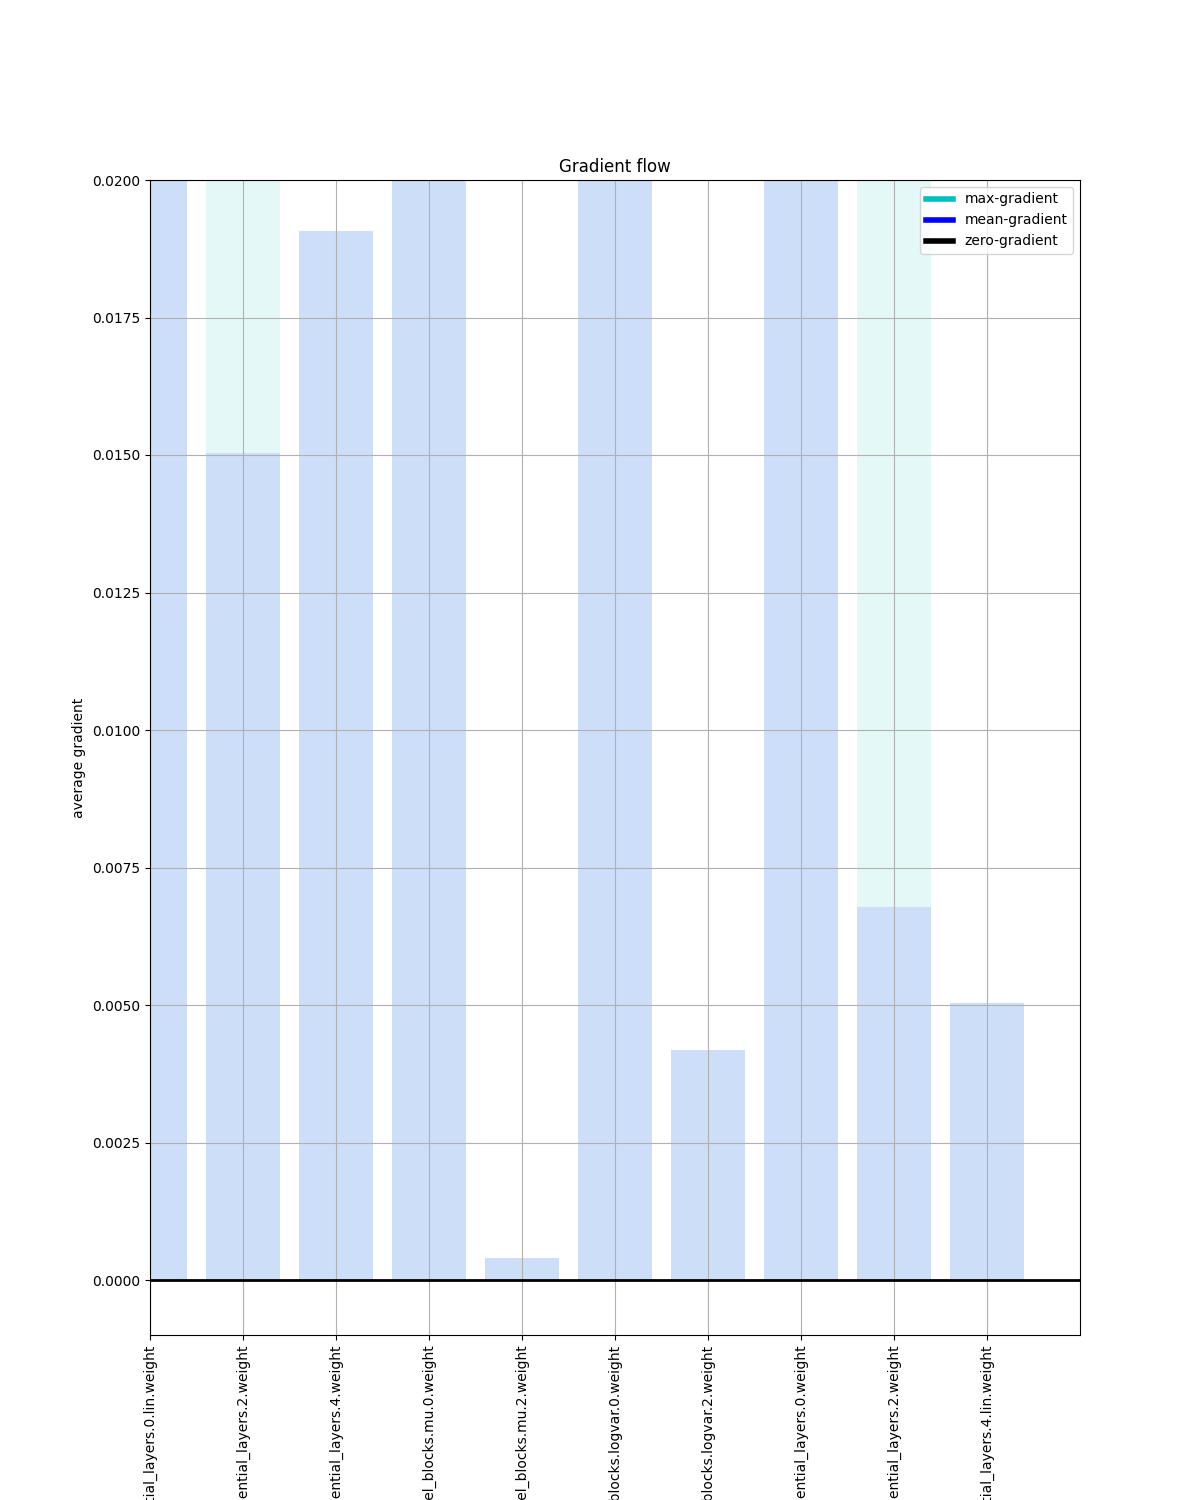 Gradient flow
max-gradient
mean-gradient
zero-gradient
average gradient
0.0200
0.0175
0.0150
0.0125
0.0100
0.0075
0.0050
0.0025
0.0000
tial_layers.0.lin.weight
ential_layers.2.weight
ential_layers.4.weight
el_blocks.mu.0.weight
el_blocks.mu.2.weight
blocks.logvar.0.weight
blocks.logvar.2.weight
ential_layers.0.weight
ential_layers.2.weight
tial_layers.4.lin.weight